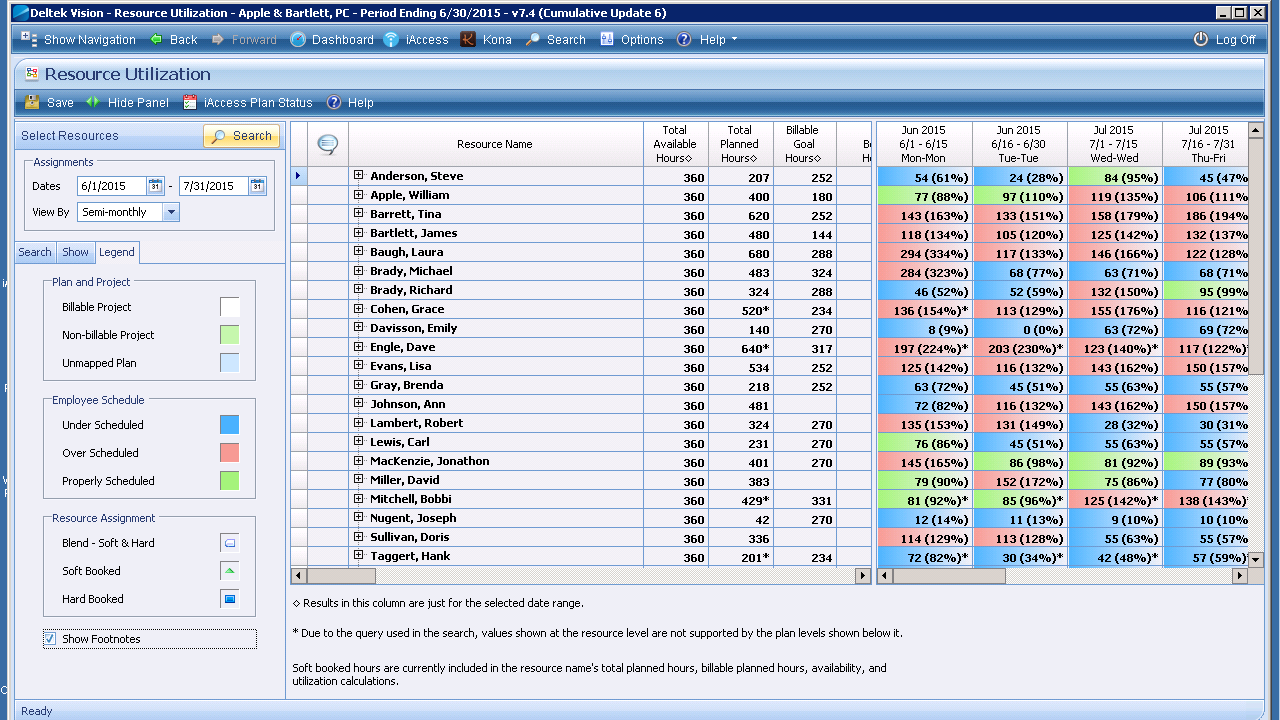 Deltek Vision - Resource Utilization - Apple & Bartlett, PC - Period Ending 6/30/2015 - v7.4 (Cumulative Update 6)
Show Navigation Back Forward Dashboard iAccess Kona Search Options Help Log Off
Resource Utilization
Save Hide Panel iAccess Plan Status Help
Select Resources Search
Assignments
Dates 6/1/2015 - 7/31/2015
View By Semi-monthly
Search Show Legend
Plan and Project
Billable Project
Non-billable Project
Unmapped Plan
Employee Schedule
Under Scheduled
Over Scheduled
Properly Scheduled
Resource Assignment
Blend - Soft & Hard
Soft Booked
Hard Booked
Show Footnotes
Resource Name Total Available Hours◇ Total Planned Hours◇ Billable Goal Hours◇ Jun 2015 6/1 - 6/15 Mon-Mon Jun 2015 6/16 - 6/30 Tue-Tue Jul 2015 7/1 - 7/15 Wed-Wed Jul 2015 7/16 - 7/31 Thu-Fri
Anderson, Steve 360 207 252 54 (61%) 24 (28%) 84 (95%) 45 (47%
Apple, William 360 400 180 77 (88%) 97 (110%) 119 (135%) 106 (111%
Barrett, Tina 360 620 252 143 (163%) 133 (151%) 158 (179%) 186 (194%
Bartlett, James 360 480 144 118 (134%) 105 (120%) 125 (142%) 132 (137%
Baugh, Laura 360 680 288 294 (334%) 117 (133%) 146 (166%) 122 (128%
Brady, Michael 360 483 324 284 (323%) 68 (77%) 63 (71%) 68 (71%
Brady, Richard 360 324 288 46 (52%) 52 (59%) 132 (150%) 95 (99%
Cohen, Grace 360 520* 234 136 (154%)* 113 (129%) 155 (176%) 116 (121%
Davisson, Emily 360 140 270 8 (9%) 0 (0%) 63 (72%) 69 (72%
Engle, Dave 360 640* 317 197 (224%)* 203 (230%)* 123 (140%)* 117 (122%)
Evans, Lisa 360 534 252 125 (142%) 116 (132%) 143 (162%) 150 (157%
Gray, Brenda 360 218 252 63 (72%) 45 (51%) 55 (63%) 55 (57%
Johnson, Ann 360 481 72 (82%) 116 (132%) 143 (162%) 150 (157%
Lambert, Robert 360 324 270 135 (153%) 131 (149%) 28 (32%) 30 (31%
Lewis, Carl 360 231 270 76 (86%) 45 (51%) 55 (63%) 55 (57%
MacKenzie, Jonathon 360 401 270 145 (165%) 86 (98%) 81 (92%) 89 (93%
Miller, David 360 383 79 (90%) 152 (172%) 75 (86%) 77 (80%
Mitchell, Bobbi 360 429* 331 81 (92%)* 85 (96%)* 125 (142%)* 138 (143%)
Nugent, Joseph 360 42 270 12 (14%) 11 (13%) 9 (10%) 10 (10%
Sullivan, Doris 360 336 114 (129%) 113 (128%) 55 (63%) 55 (57%
Taggert, Hank 360 201* 234 72 (82%)* 30 (34%)* 42 (48%)* 57 (59%)*
◇ Results in this column are just for the selected date range.
* Due to the query used in the search, values shown at the resource level are not supported by the plan levels shown below it.
Soft booked hours are currently included in the resource name's total planned hours, billable planned hours, availability, and
utilization calculations.
Ready